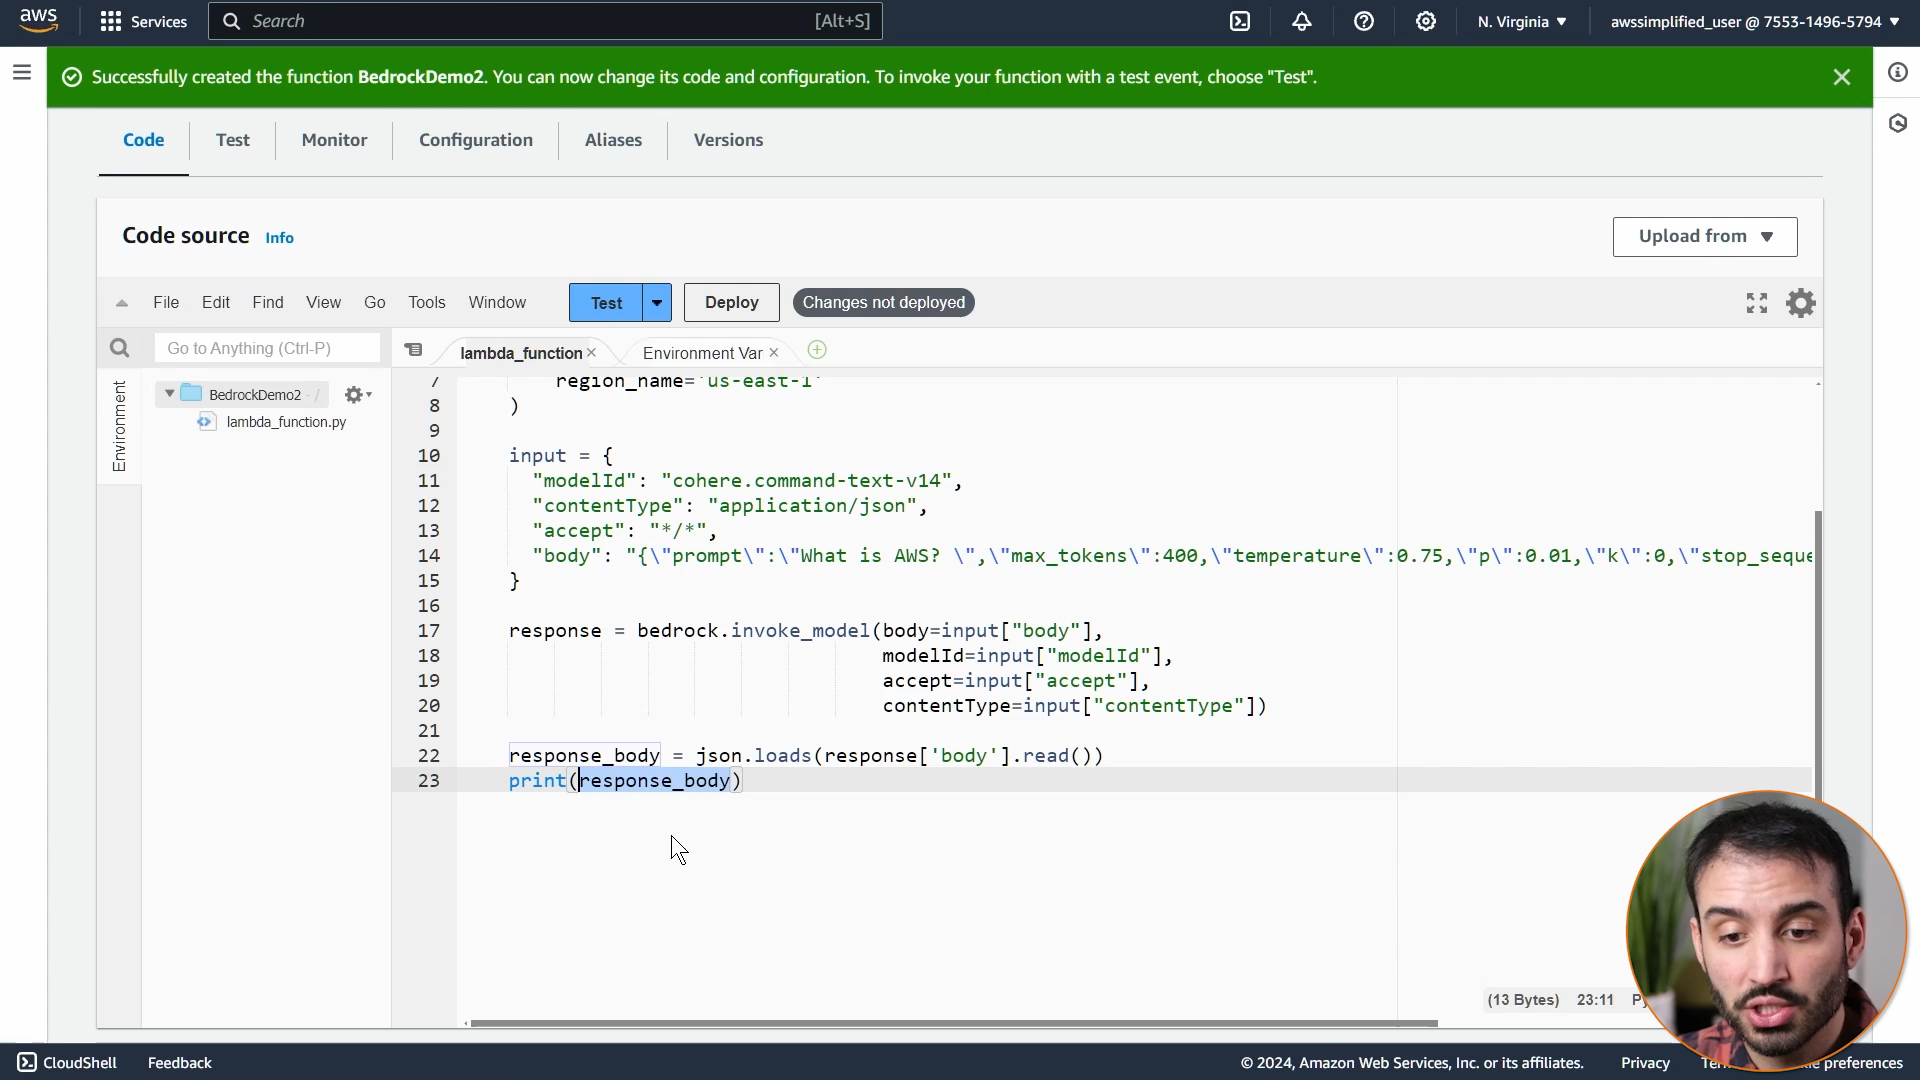 aws
Services
Search
[Alt+S]
N. Virginia
awssimplified_user @ 7553-1496-5794
Successfully created the function BedrockDemo2. You can now change its code and configuration. To invoke your function with a test event, choose "Test".
Code
Test
Monitor
Configuration
Aliases
Versions
Code source
Info
Upload from
File
Edit
Find
View
Go
Tools
Window
Test
Deploy
Changes not deployed
Go to Anything (Ctrl-P)
lambda_function
Environment Var
Environment
BedrockDemo2 - /
lambda_function.py
7 region_name='us-east-1'
8 )
9
10 input = {
11 "modelId": "cohere.command-text-v14",
12 "contentType": "application/json",
13 "accept": "*/*",
14 "body": "{\"prompt\":\"What is AWS? \",\"max_tokens\":400,\"temperature\":0.75,\"p\":0.01,\"k\":0,\"stop_seque
15 }
16
17 response = bedrock.invoke_model(body=input["body"],
18 modelId=input["modelId"],
19 accept=input["accept"],
20 contentType=input["contentType"])
21
22 response_body = json.loads(response['body'].read())
23 print(response_body)
(13 Bytes) 23:11
CloudShell
Feedback
© 2024, Amazon Web Services, Inc. or its affiliates.
Privacy
preferences